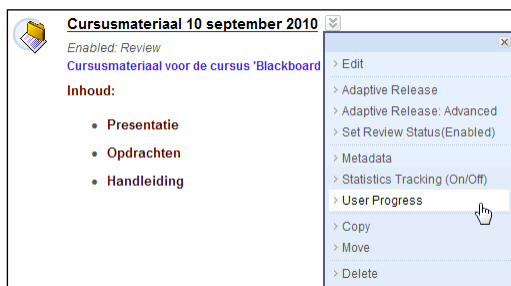 Cursusmateriaal 10 september 2010
Enabled: Review
Cursusmateriaal voor de cursus 'Blackboard
Inhoud:
Presentatie
Opdrachten
Handleiding
Edit
Adaptive Release
Adaptive Release: Advanced
Set Review Status(Enabled)
Metadata
Statistics Tracking (On/Off)
User Progress
Copy
Move
Delete